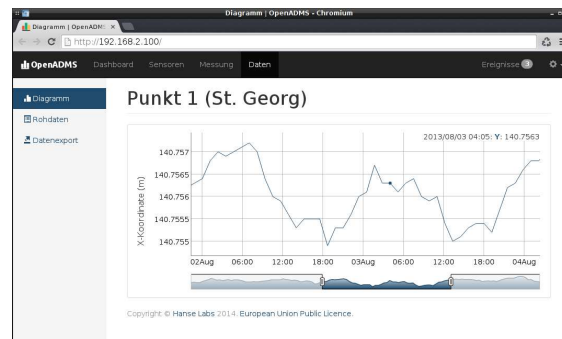 Diagramm | OpenADMS - Chromium
Diagramm | OpenADMS
http://192.168.2.100/
OpenADMS Dashboard Sensoren Messung Daten Ereignisse 3
Diagramm
Rohdaten
Datenexport
Punkt 1 (St. Georg)
2013/08/03 04:05: Y: 140.7563
X-Koordinate (m)
140.757
140.7565
140.756
140.7555
140.755
02Aug 06:00 12:00 18:00 03Aug 06:00 12:00 18:00 04Aug
Copyright © Hanse Labs 2014. European Union Public Licence.